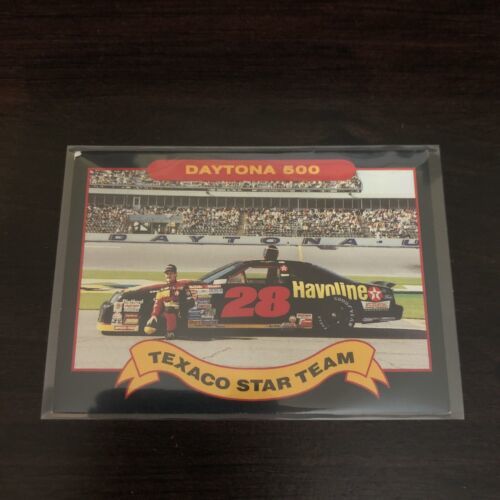 DAYTONA 500
DAYTONA U
28
Havoline
TEXACO STAR TEAM